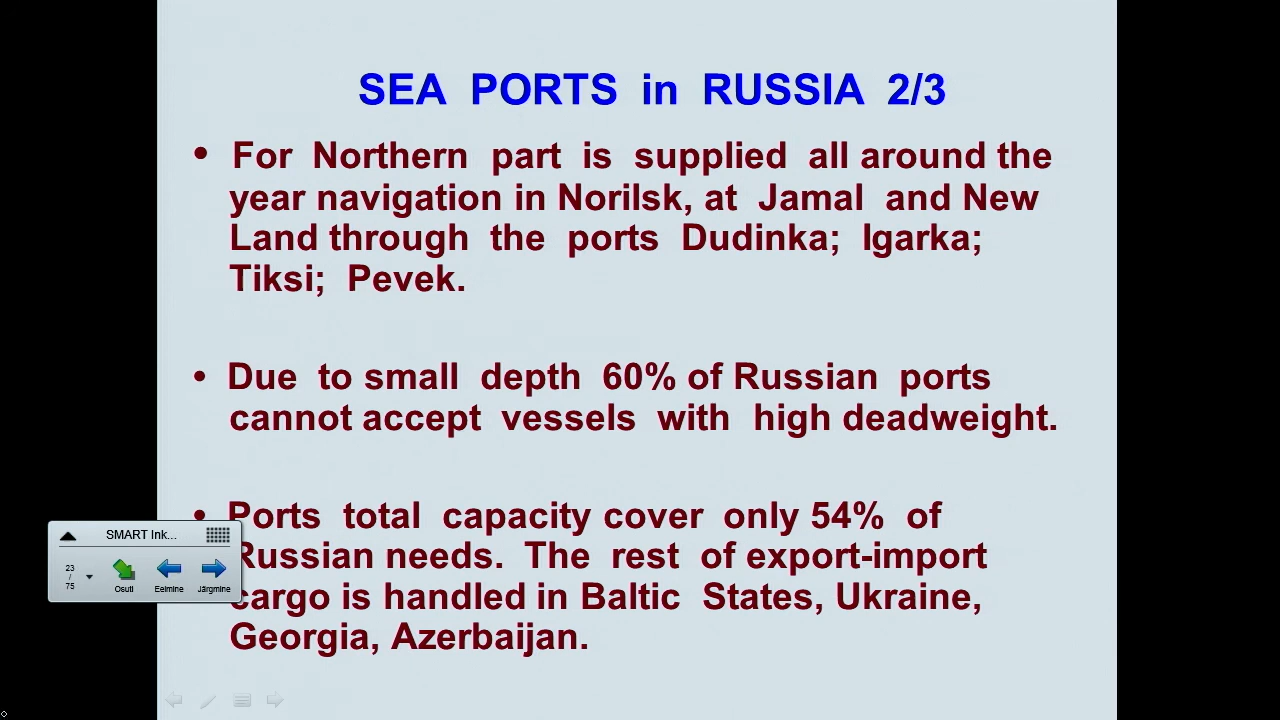 SEA PORTS in RUSSIA 2/3
• For Northern part is supplied all around the
year navigation in Norilsk, at Jamal and New
Land through the ports Dudinka; Igarka;
Tiksi; Pevek.
• Due to small depth 60% of Russian ports
cannot accept vessels with high deadweight.
• Ports total capacity cover only 54% of
Russian needs. The rest of export-import
cargo is handled in Baltic States, Ukraine,
Georgia, Azerbaijan.
SMART Ink...
23
/
75
Osuti
Eelmine
Järgmine